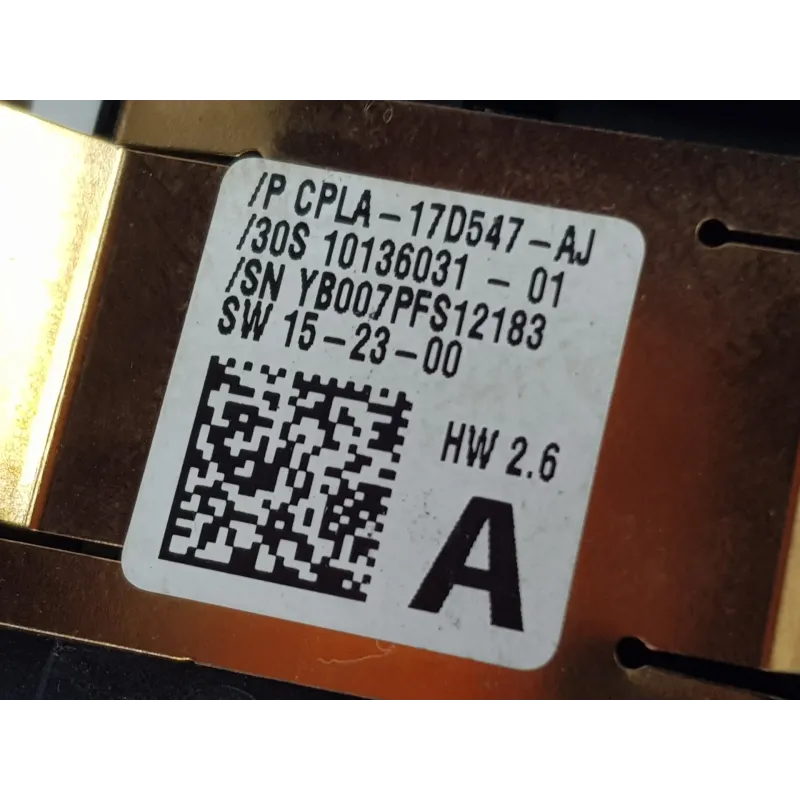 /P CPLA-17D547-AJ
/30S 10136031 - 01
/SN YB007PFS12183
SW 15-23-00
HW 2.6
A